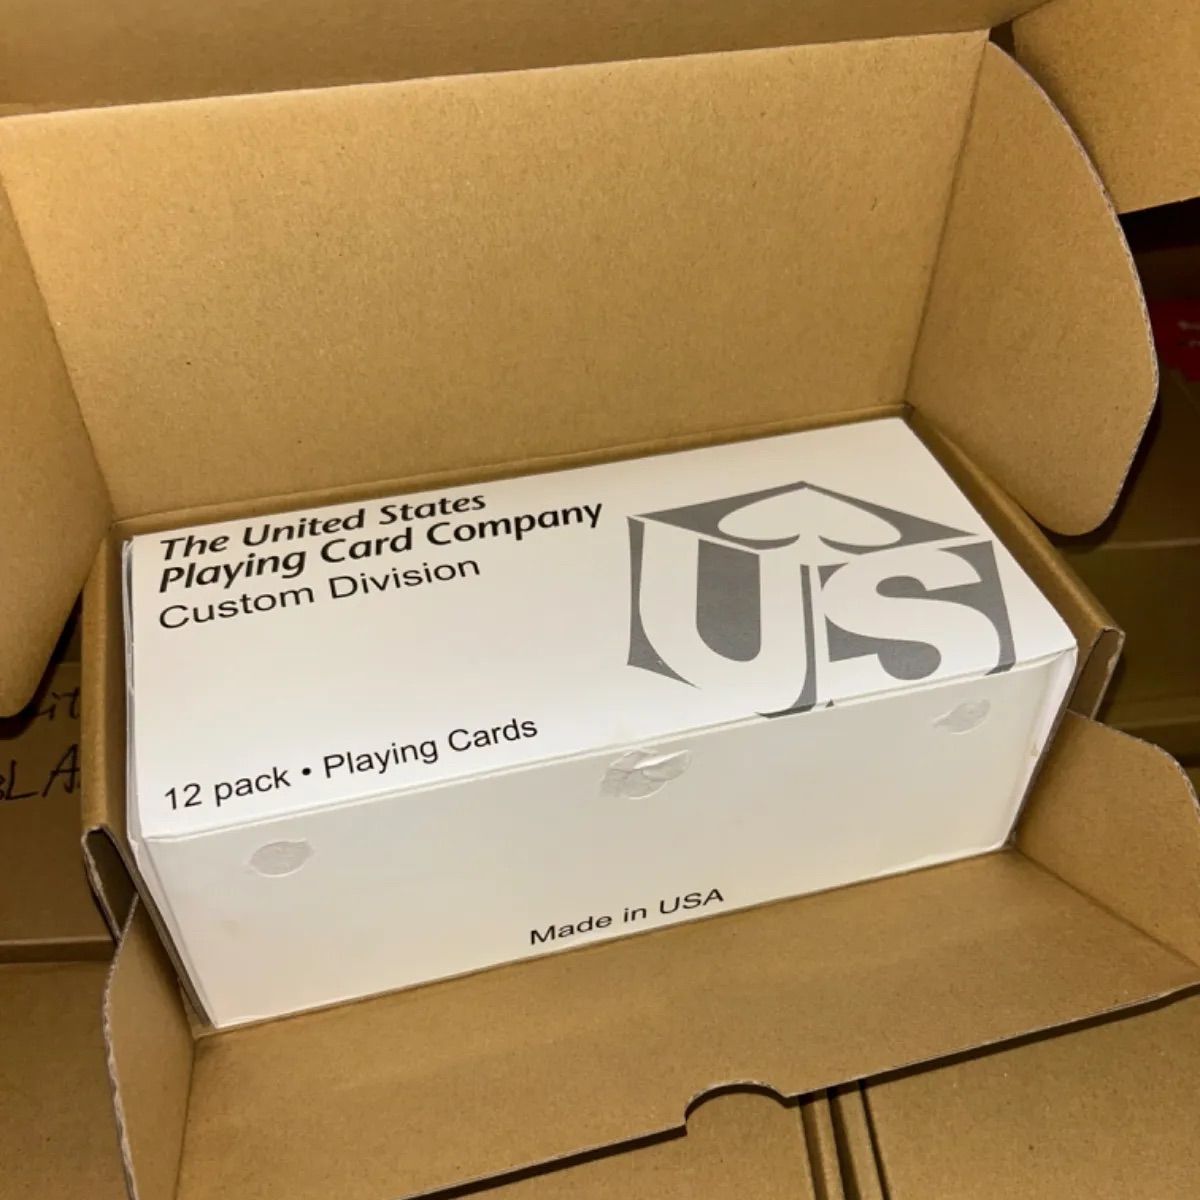 The United States
Playing Card Company
Custom Division
US
12 pack • Playing Cards
Made in USA